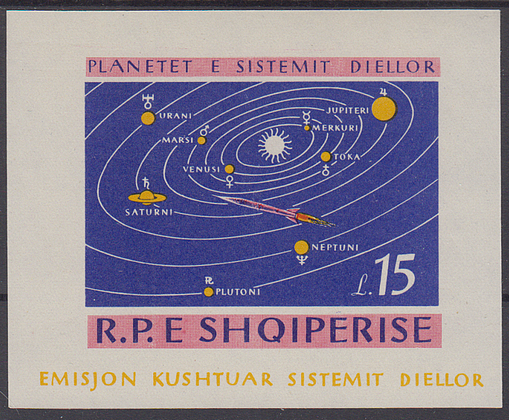 PLANETET E SISTEMIT DIELLOR
♅
URANI
♃
JUPITERI
♂
MARSI
☿
MERKURI
VENUSI
♀
TOKA
♁
♄
SATURNI
NEPTUNI
♆
L.15
PLUTONI
R.P.E SHQIPERISE
EMISJON KUSHTUAR SISTEMIT DIELLOR